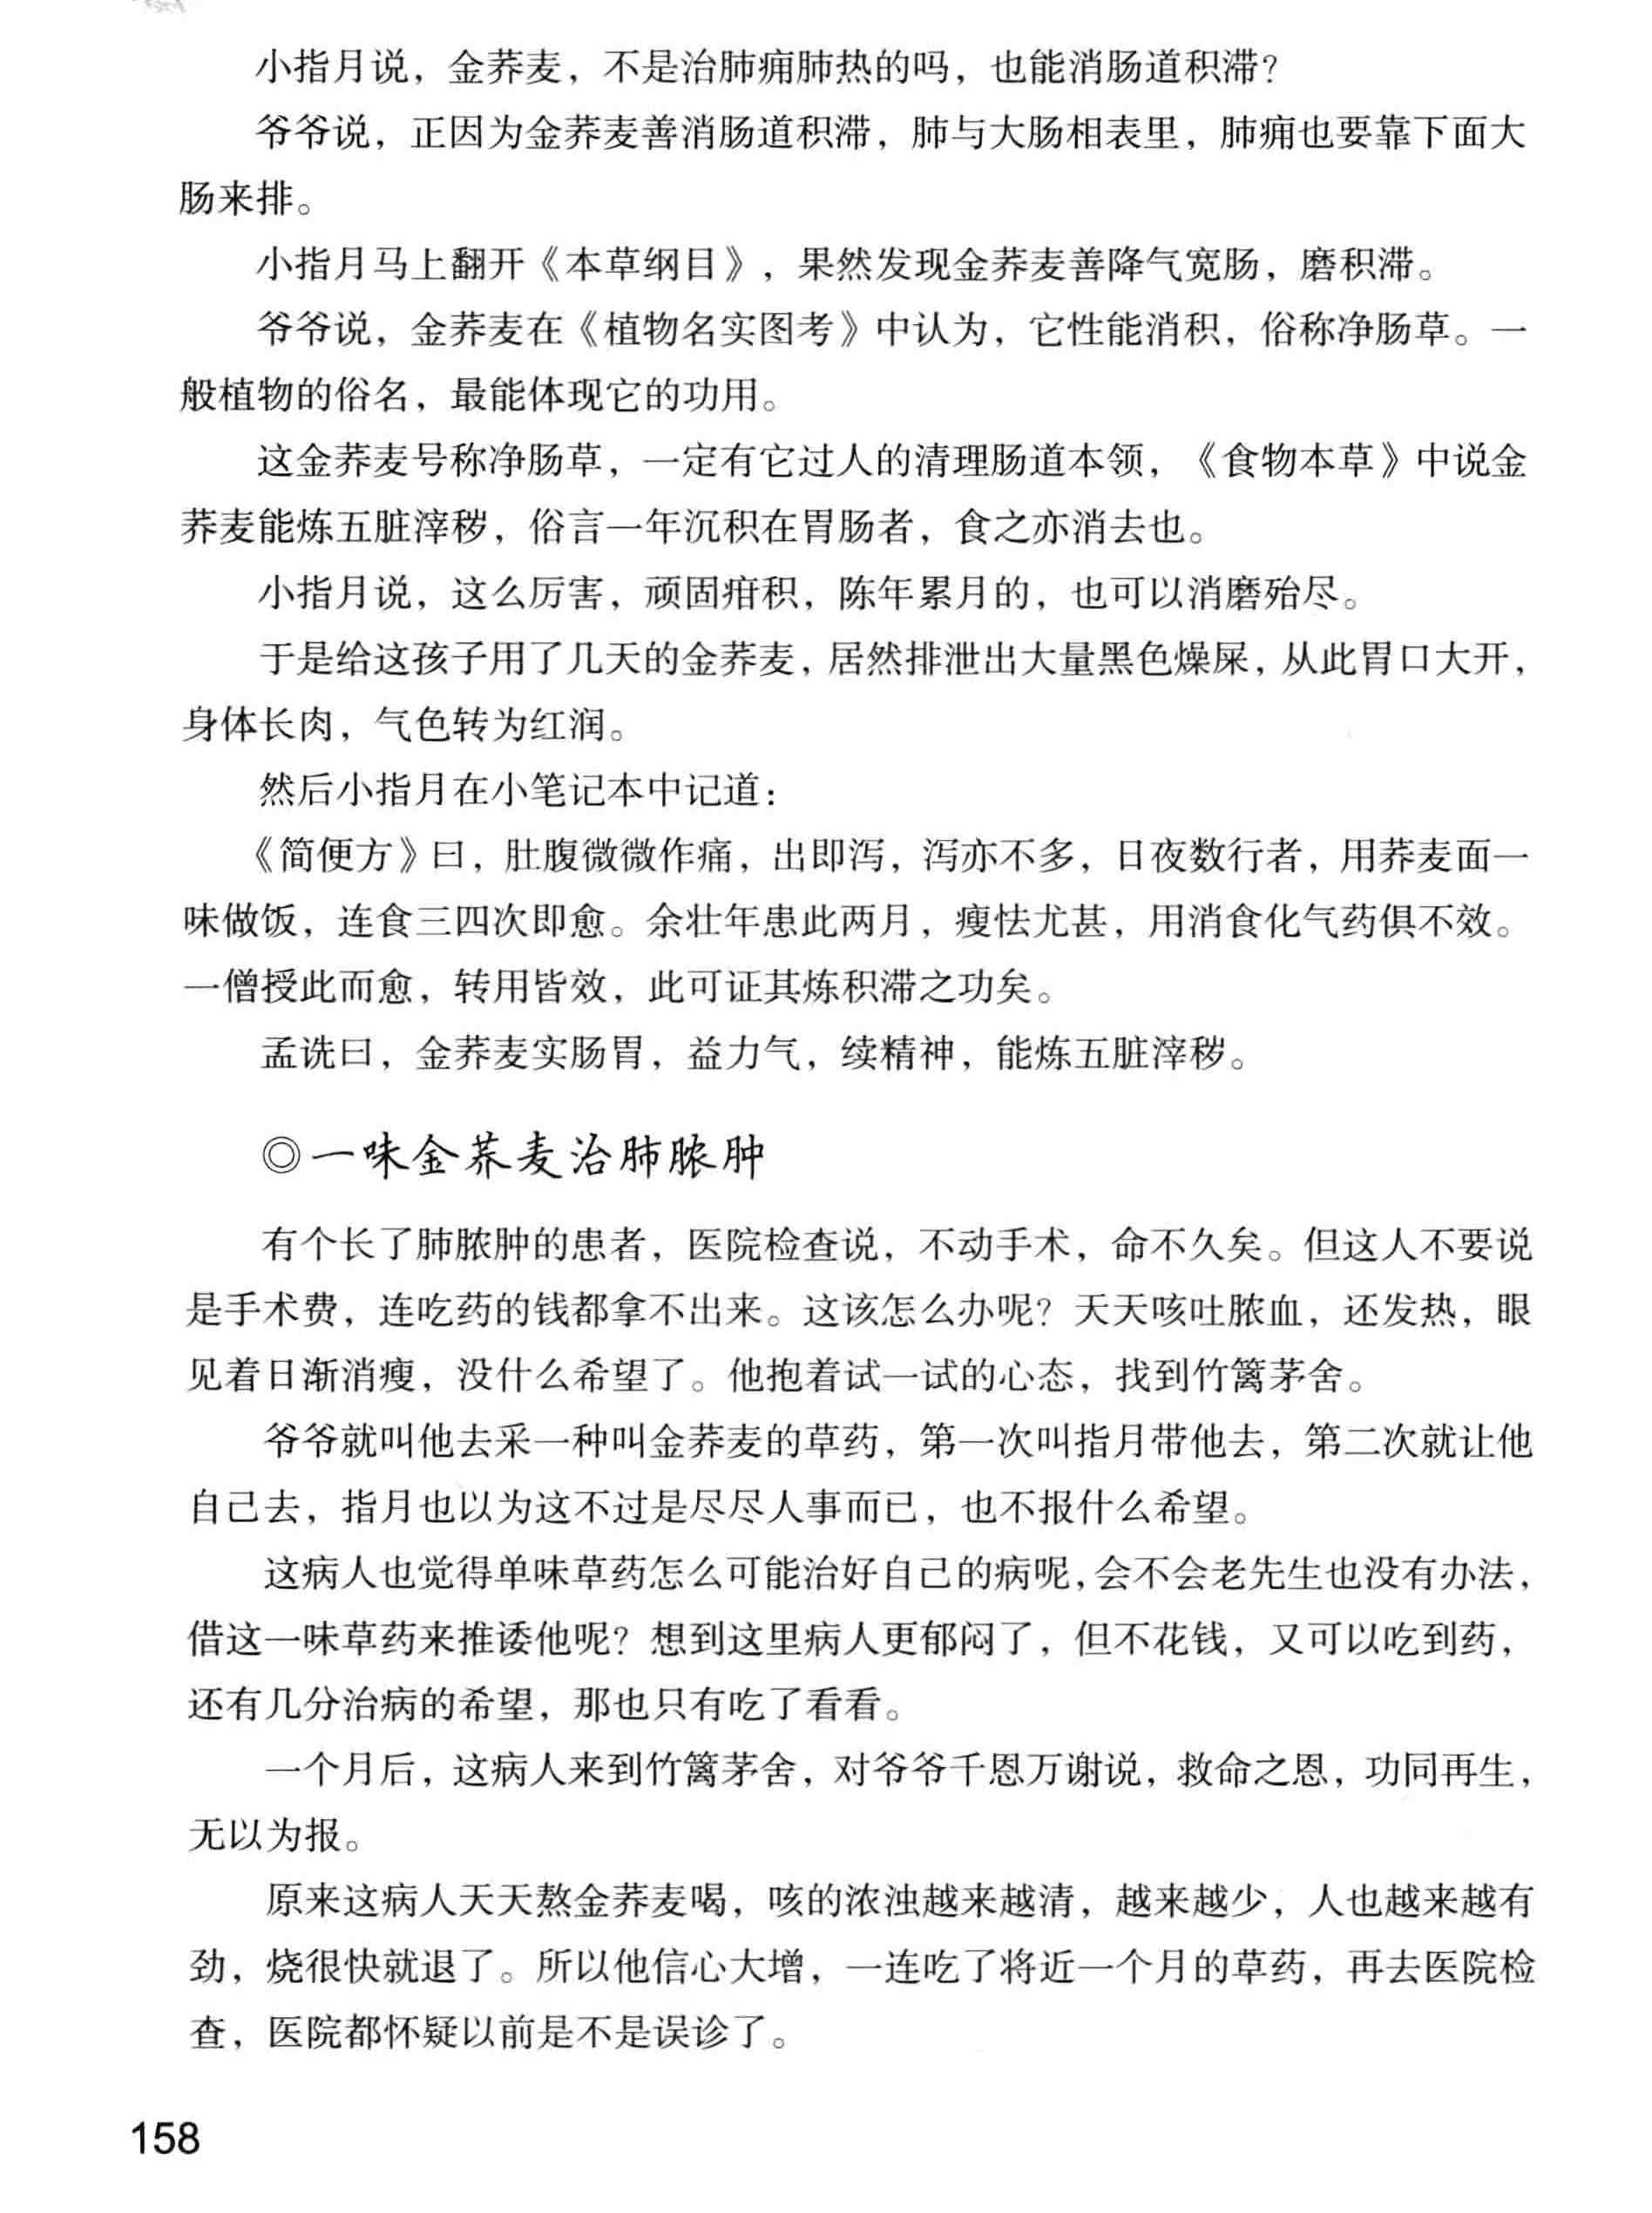 小指月说，金荞麦，不是治肺痈肺热的吗，也能消肠道积滞？
爷爷说，正因为金荞麦善消肠道积滞，肺与大肠相表里，肺痈也要靠下面大
肠来排。
小指月马上翻开《本草纲目》，果然发现金荞麦善降气宽肠，磨积滞。
爷爷说，金荞麦在《植物名实图考》中认为，它性能消积，俗称净肠草。一
般植物的俗名，最能体现它的功用。
这金荞麦号称净肠草，一定有它过人的清理肠道本领，《食物本草》中说金
荞麦能炼五脏滓秽，俗言一年沉积在胃肠者，食之亦消去也。
小指月说，这么厉害，顽固疳积，陈年累月的，也可以消磨殆尽。
于是给这孩子用了几天的金荞麦，居然排泄出大量黑色燥屎，从此胃口大开，
身体长肉，气色转为红润。
然后小指月在小笔记本中记道：
《简便方》曰，肚腹微微作痛，出即泻，泻亦不多，日夜数行者，用荞麦面一
味做饭，连食三四次即愈。余壮年患此两月，瘦怯尤甚，用消食化气药俱不效。
一僧授此而愈，转用皆效，此可证其炼积滞之功矣。
孟诜曰，金荞麦实肠胃，益力气，续精神，能炼五脏滓秽。
◎一味金荞麦治肺脓肿
有个长了肺脓肿的患者，医院检查说，不动手术，命不久矣。但这人不要说
是手术费，连吃药的钱都拿不出来。这该怎么办呢？天天咳吐脓血，还发热，眼
见着日渐消瘦，没什么希望了。他抱着试一试的心态，找到竹篱茅舍。
爷爷就叫他去采一种叫金荞麦的草药，第一次叫指月带他去，第二次就让他
自己去，指月也以为这不过是尽尽人事而已，也不报什么希望。
这病人也觉得单味草药怎么可能治好自己的病呢，会不会老先生也没有办法，
借这一味草药来推诿他呢？想到这里病人更郁闷了，但不花钱，又可以吃到药，
还有几分治病的希望，那也只有吃了看看。
一个月后，这病人来到竹篱茅舍，对爷爷千恩万谢说，救命之恩，功同再生，
无以为报。
原来这病人天天熬金荞麦喝，咳的浓浊越来越清，越来越少，人也越来越有
劲，烧很快就退了。所以他信心大增，一连吃了将近一个月的草药，再去医院检
查，医院都怀疑以前是不是误诊了。
158